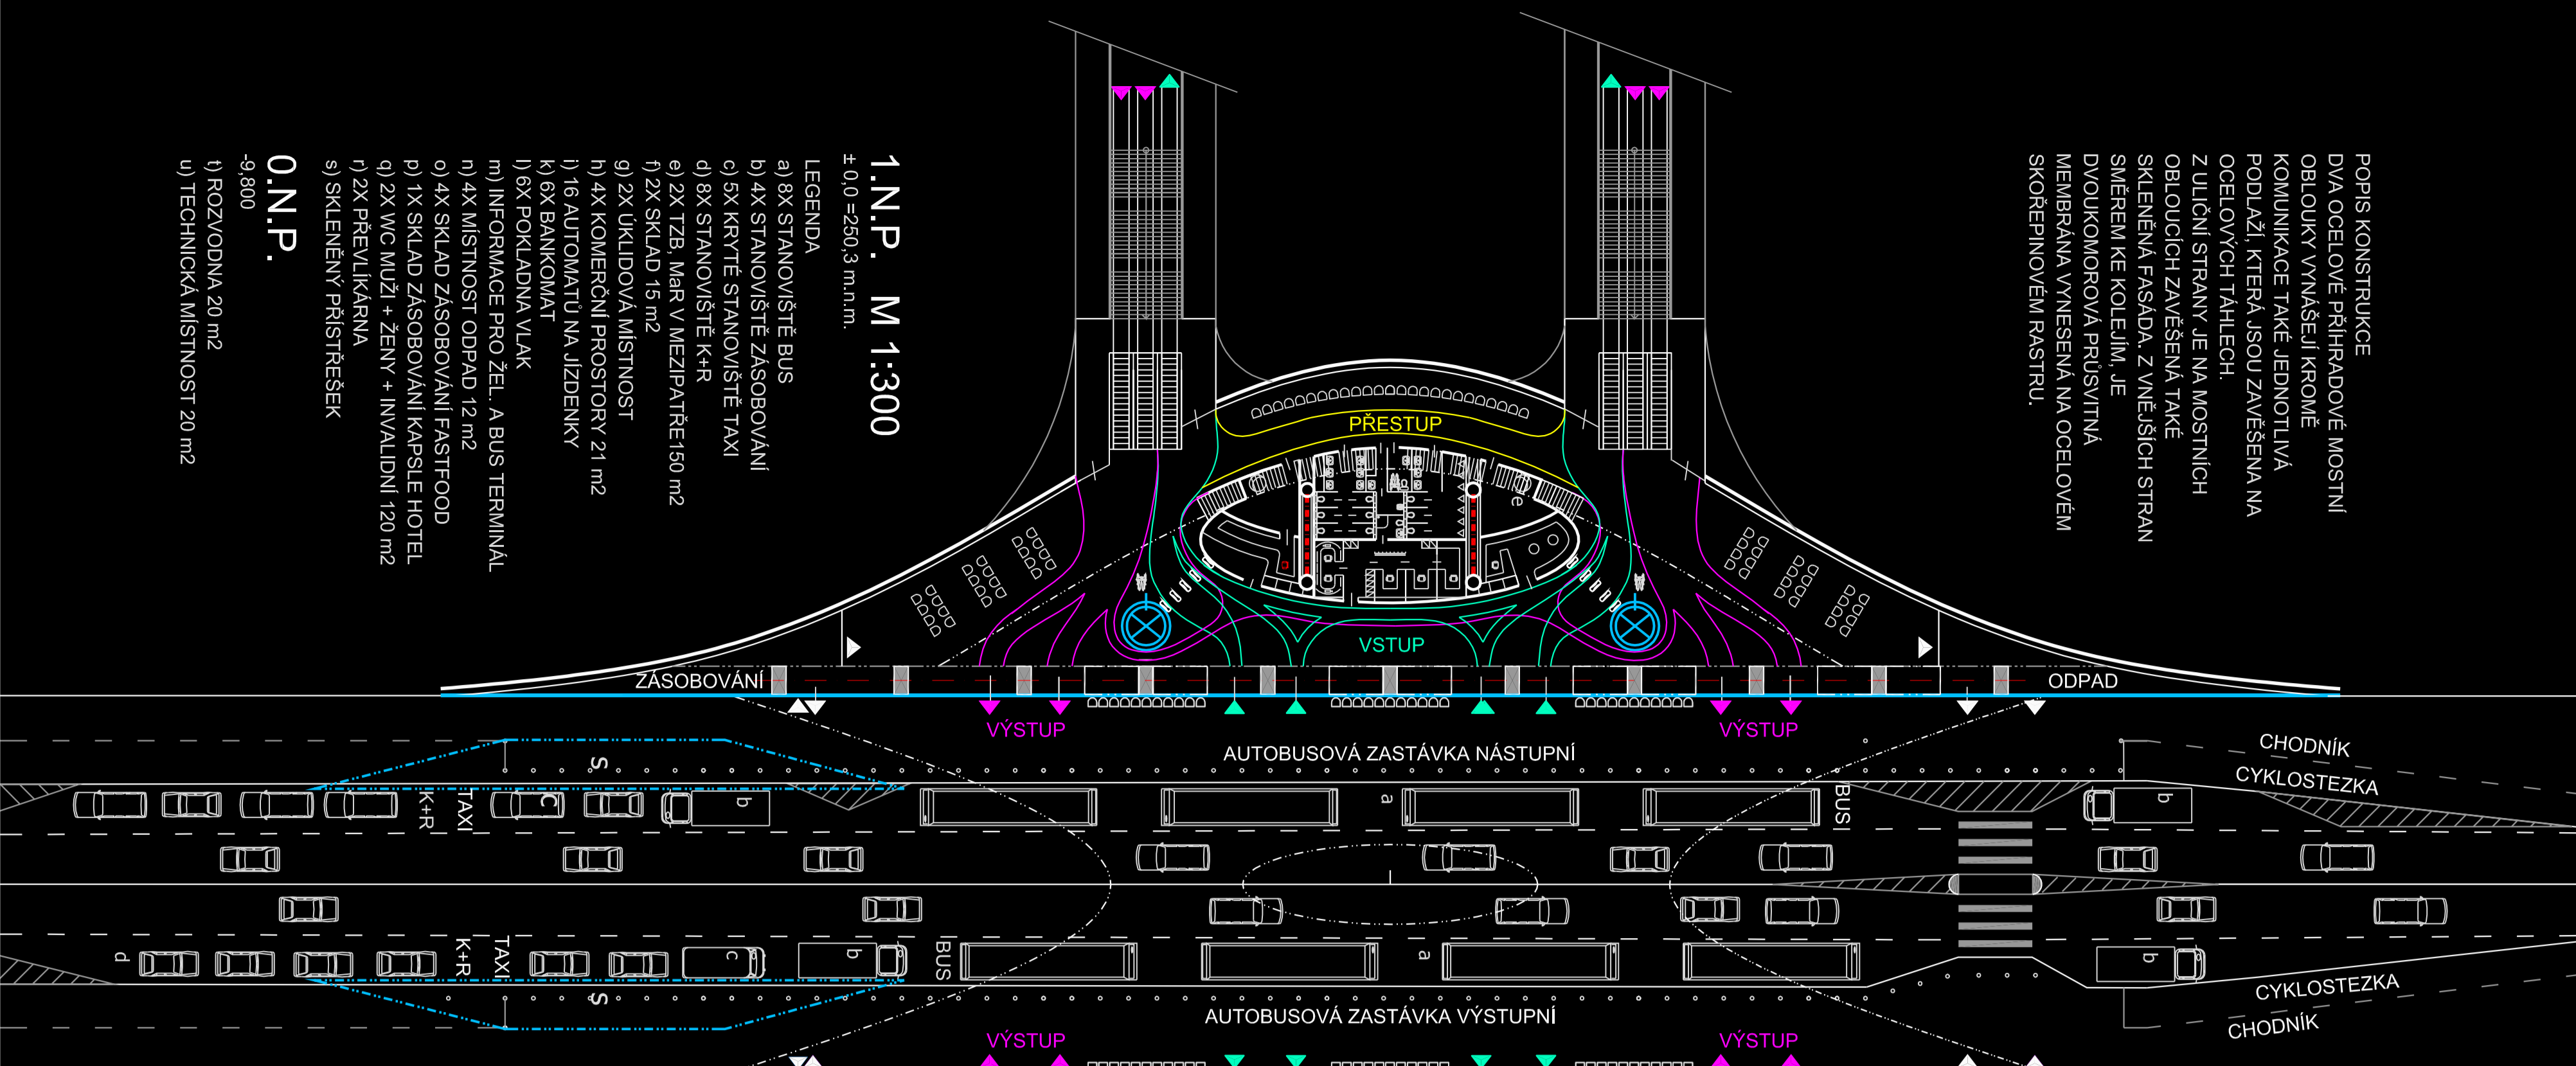 POPIS KONSTRUKCE
DVA OCELOVÉ PŘÍHRADOVÉ MOSTNÍ
OBLOUKY VYNÁŠEJÍ KROMĚ
KOMUNIKACE TAKÉ JEDNOTLIVÁ
PODLAŽÍ, KTERÁ JSOU ZAVĚŠENA NA
OCELOVÝCH TÁHLECH.
Z ULIČNÍ STRANY JE NA MOSTNÍCH
OBLOUCÍCH ZAVĚŠENÁ TAKÉ
SKLENĚNÁ FASÁDA. Z VNĚJŠÍCH STRAN
SMĚREM KE KOLEJÍM, JE
DVOUKOMOROVÁ PRŮSVITNÁ
MEMBRÁNA VYNESENÁ NA OCELOVÉM
SKOŘEPINOVÉM RASTRU.
1.N.P. M 1:300
± 0,0 =250,3 m.n.m.
LEGENDA
a) 8X STANOVIŠTĚ BUS
b) 4X STANOVIŠTĚ ZÁSOBOVÁNÍ
c) 5X KRYTÉ STANOVIŠTĚ TAXI
d) 8X STANOVIŠTĚ K+R
e) 2X TZB, MaR V MEZIPATŘE150 m2
f) 2X SKLAD 15 m2
g) 2X ÚKLIDOVÁ MÍSTNOST
h) 4X KOMERČNÍ PROSTORY 21 m2
i) 16 AUTOMATŮ NA JÍZDENKY
k) 6X BANKOMAT
l) 6X POKLADNA VLAK
m) INFORMACE PRO ŽEL. A BUS TERMINÁL
n) 4X MÍSTNOST ODPAD 12 m2
o) 4X SKLAD ZÁSOBOVÁNÍ FASTFOOD
p) 1X SKLAD ZÁSOBOVÁNÍ KAPSLE HOTEL
q) 2X WC MUŽI + ŽENY + INVALIDNÍ 120 m2
r) 2X PŘEVLÍKÁRNA
s) SKLENĚNÝ PŘÍSTŘEŠEK
0.N.P.
-9,800
t) ROZVODNA 20 m2
u) TECHNICKÁ MÍSTNOST 20 m2
PŘESTUP
e
VSTUP
ZÁSOBOVÁNÍ
ODPAD
VÝSTUP
VÝSTUP
AUTOBUSOVÁ ZASTÁVKA NÁSTUPNÍ
CHODNÍK
CYKLOSTEZKA
S
K+R
TAXI
c
b
a
BUS
b
d
K+R
TAXI
c
b
BUS
a
b
S
CYKLOSTEZKA
CHODNÍK
AUTOBUSOVÁ ZASTÁVKA VÝSTUPNÍ
VÝSTUP
VÝSTUP